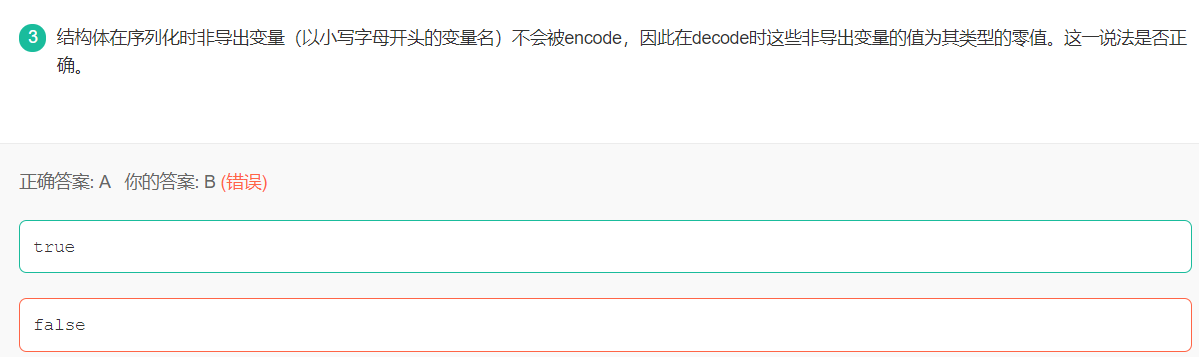 3 结构体在序列化时非导出变量（以小写字母开头的变量名）不会被encode，因此在decode时这些非导出变量的值为其类型的零值。这一说法是否正
确。
正确答案: A 你的答案: B (错误)
true
false